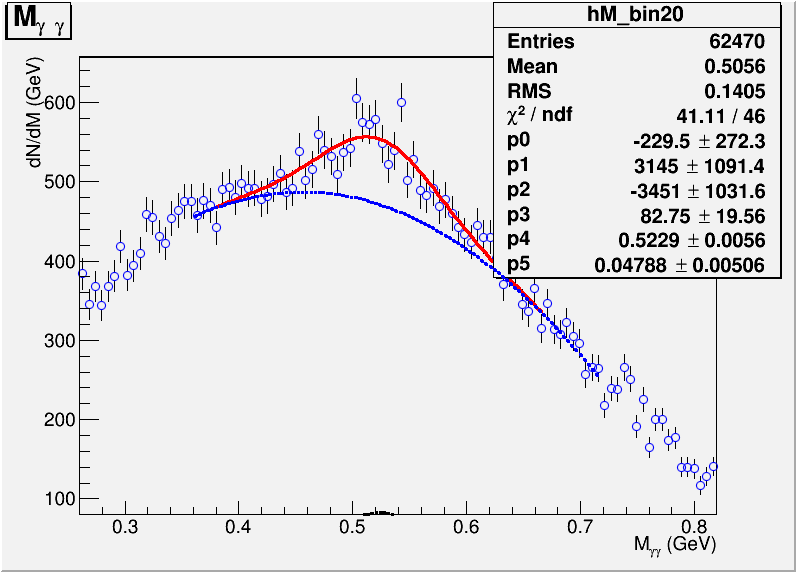 M γ γ
hM_bin20
Entries 62470
Mean 0.5056
RMS 0.1405
χ² / ndf 41.11 / 46
p0 -229.5 ± 272.3
p1 3145 ± 1091.4
p2 -3451 ± 1031.6
p3 82.75 ± 19.56
p4 0.5229 ± 0.0056
p5 0.04788 ± 0.00506
dN/dM (GeV)
600
500
400
300
200
100
0.3 0.4 0.5 0.6 0.7 0.8
Mγγ (GeV)